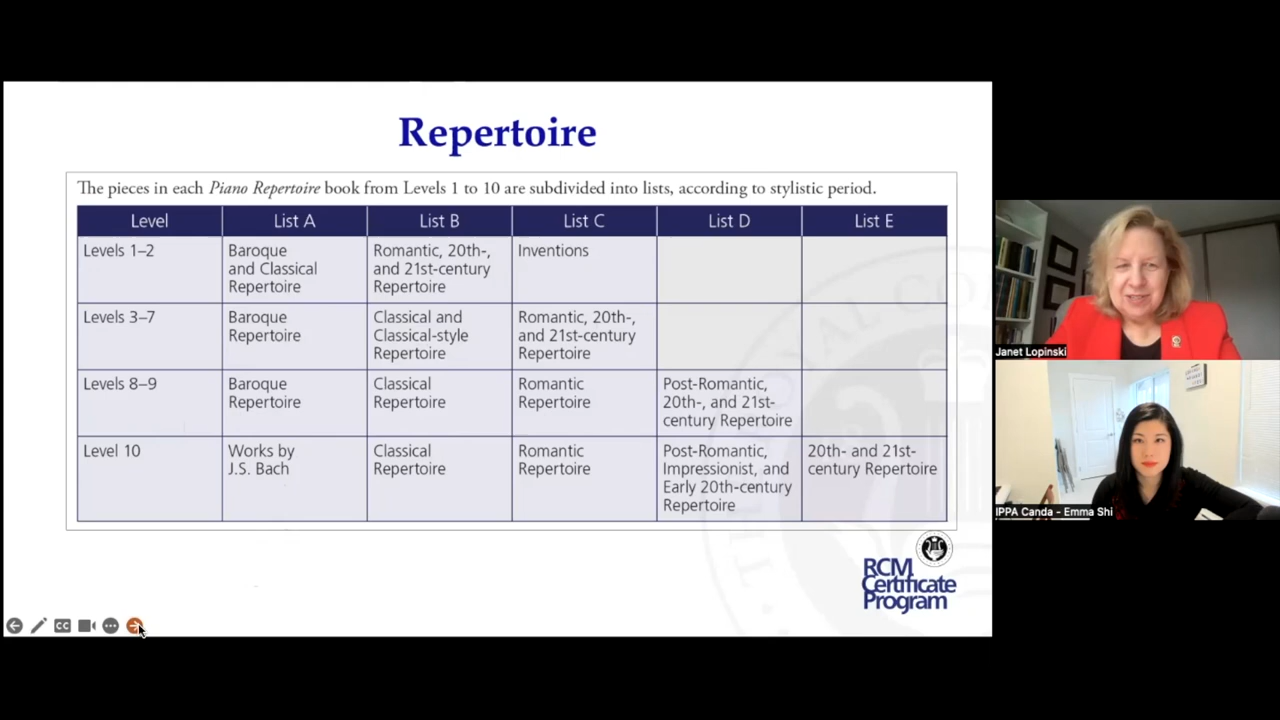 Repertoire
The pieces in each Piano Repertoire book from Levels 1 to 10 are subdivided into lists, according to stylistic period.
Level
List A
List B
List C
List D
List E
Levels 1–2
Baroque
and Classical
Repertoire
Romantic, 20th-,
and 21st-century
Repertoire
Inventions
Levels 3–7
Baroque
Repertoire
Classical and
Classical-style
Repertoire
Romantic, 20th-,
and 21st-century
Repertoire
Levels 8–9
Baroque
Repertoire
Classical
Repertoire
Romantic
Repertoire
Post-Romantic,
20th-, and 21st-
century Repertoire
Level 10
Works by
J.S. Bach
Classical
Repertoire
Romantic
Repertoire
Post-Romantic,
Impressionist, and
Early 20th-century
Repertoire
20th- and 21st-
century Repertoire
RCM
Certificate
Program
CC
Janet Lopinski
IPPA Canda - Emma Shi